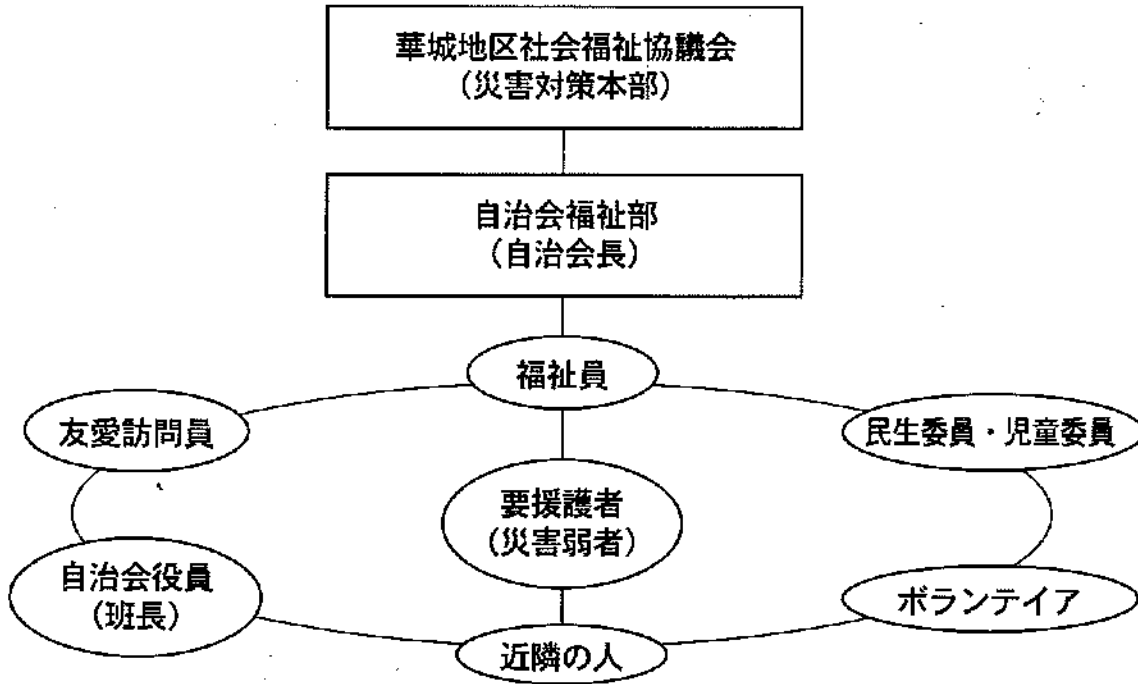 華城地区社会福祉協議会
（災害対策本部）
自治会福祉部
（自治会長）
福祉員
友愛訪問員
民生委員・児童委員
要援護者
（災害弱者）
自治会役員
（班長）
ボランテイア
近隣の人